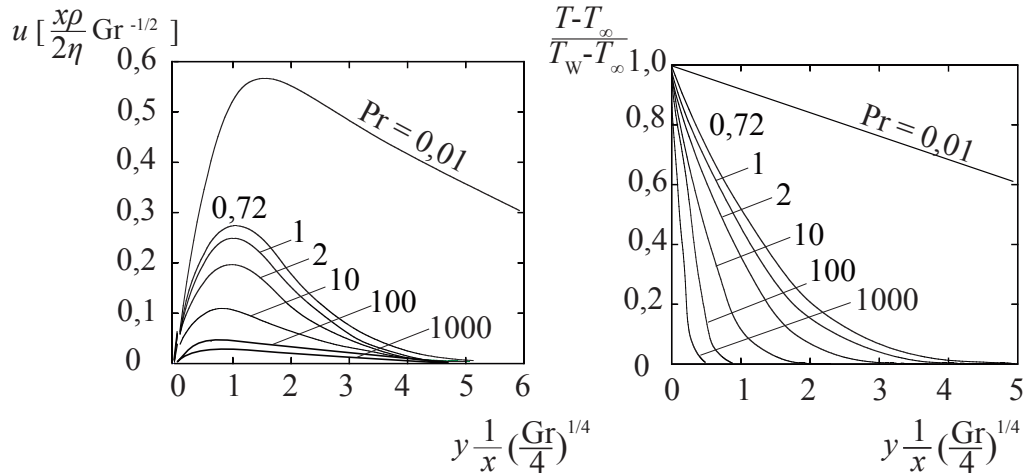 u [ xρ/2η Gr -1/2 ]
0,6
0,5
0,4
0,3
0,2
0,1
0
Pr = 0,01
0,72
1
2
10
100
1000
0 1 2 3 4 5 6
y 1/x (Gr/4)^1/4
T-T∞
TW-T∞
1,0
0,8
0,6
0,4
0,2
0
Pr = 0,01
0,72
1
2
10
100
1000
0 1 2 3 4 5
y 1/x (Gr/4)^1/4